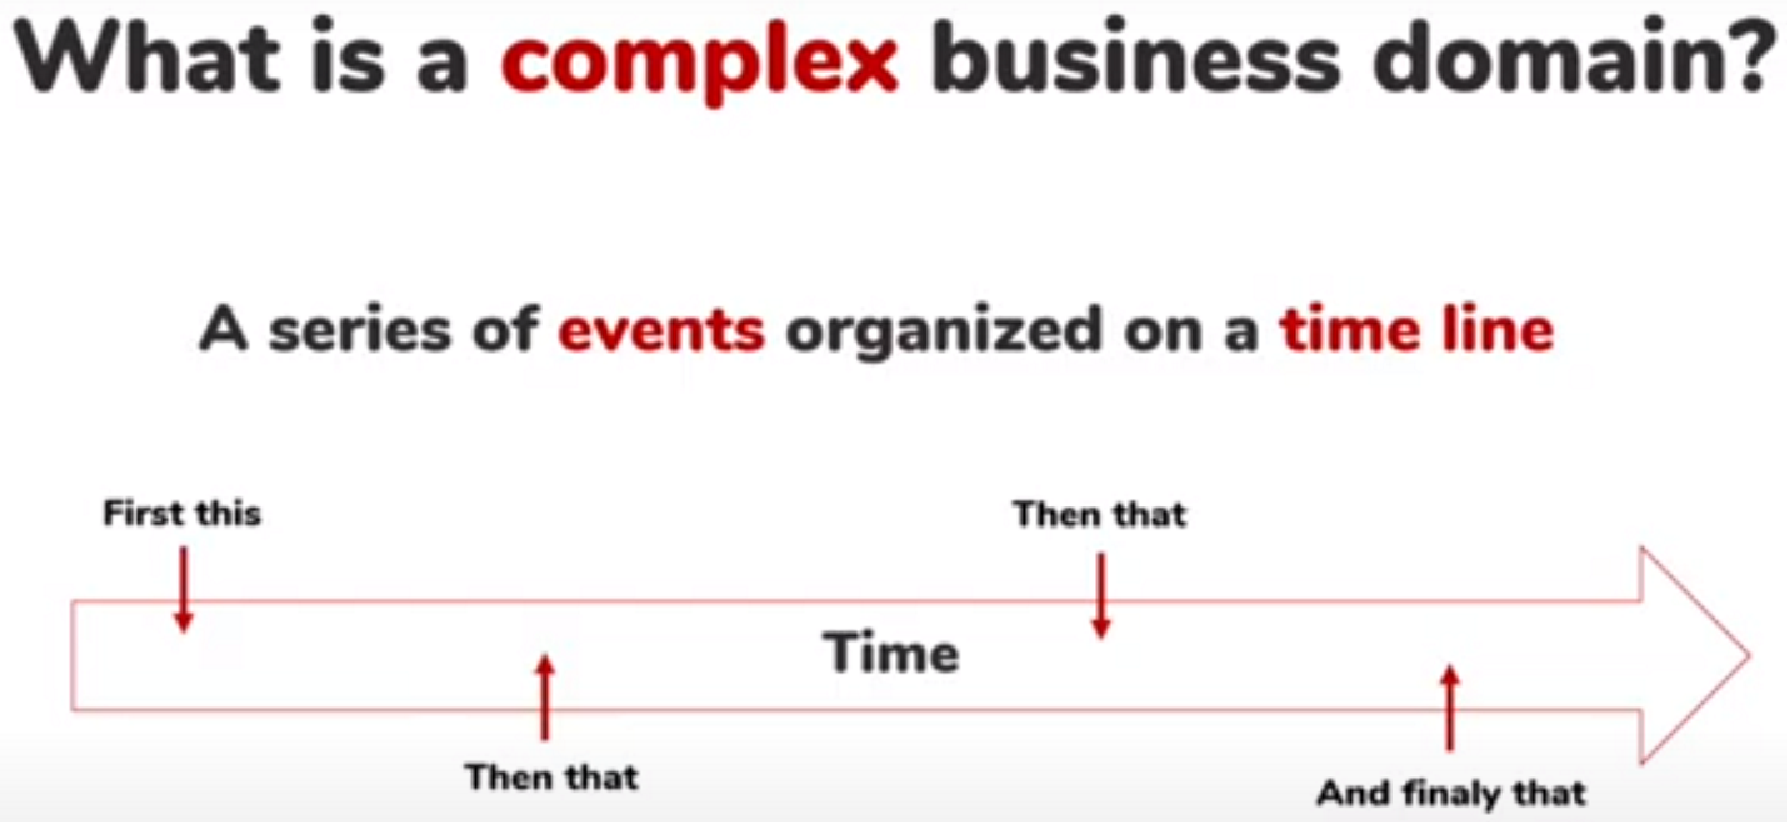 What is a complex business domain?
A series of events organized on a time line
First this
Then that
Time
Then that
And finaly that